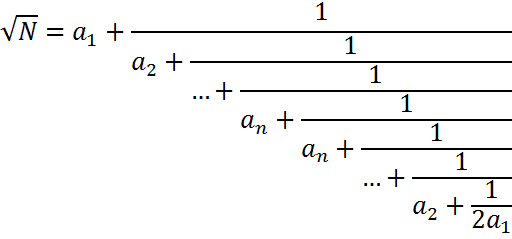 √N = a₁ + 1
a₂ + 1
... + 1
aₙ + 1
aₙ + 1
... + 1
a₂ + 1
2a₁